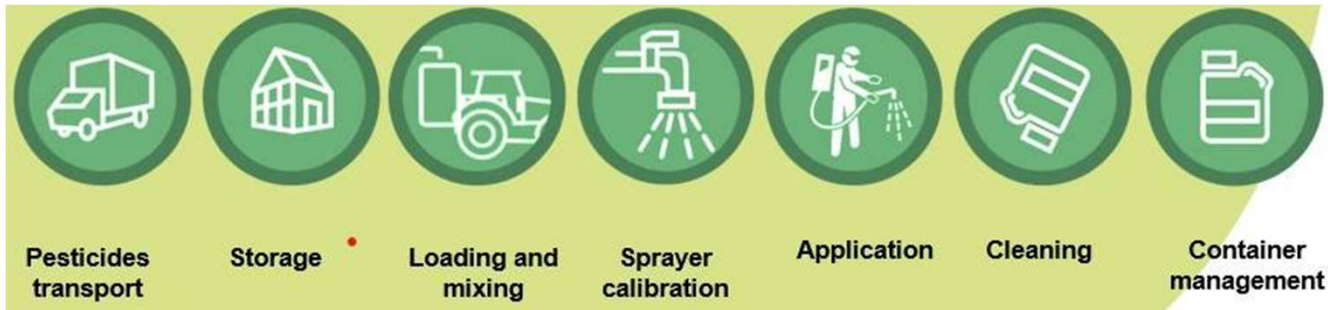 Pesticides
transport
Storage
Loading and
mixing
Sprayer
calibration
Application
Cleaning
Container
management